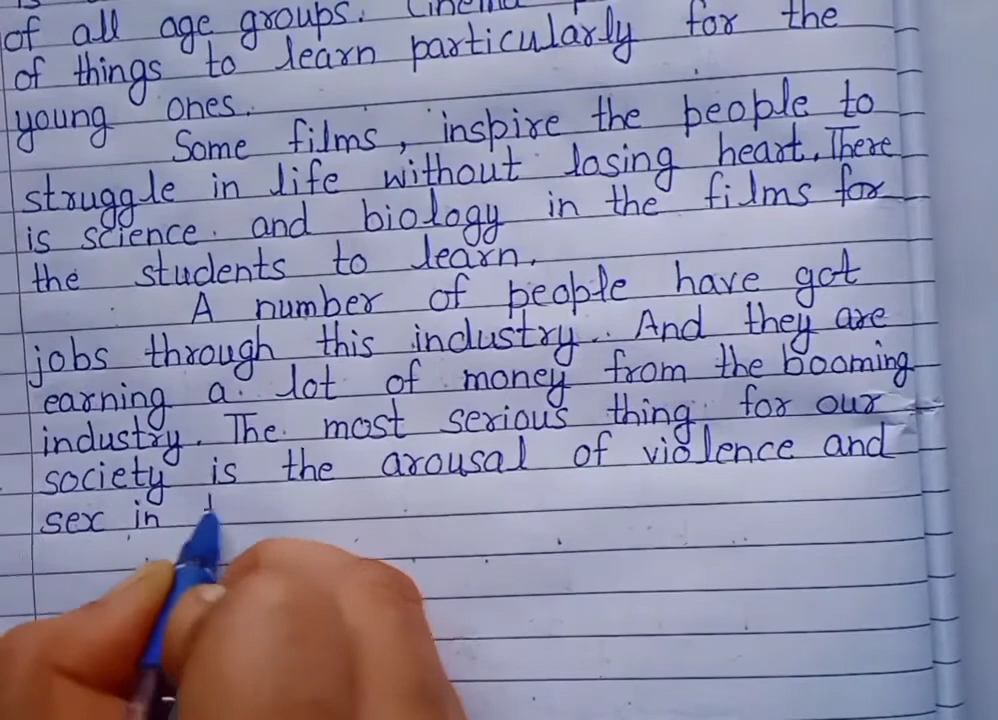 of all age groups. Cinema
of things to learn particularly for the
young ones.
Some films, inspire the people to
struggle in life without losing heart. There
is science. and biology in the films for
the students to learn.
A number of people have got
jobs through this industry. And they are
earning a lot of money from the booming
industry. The most serious thing for our
society is the arousal of violence and
sex in